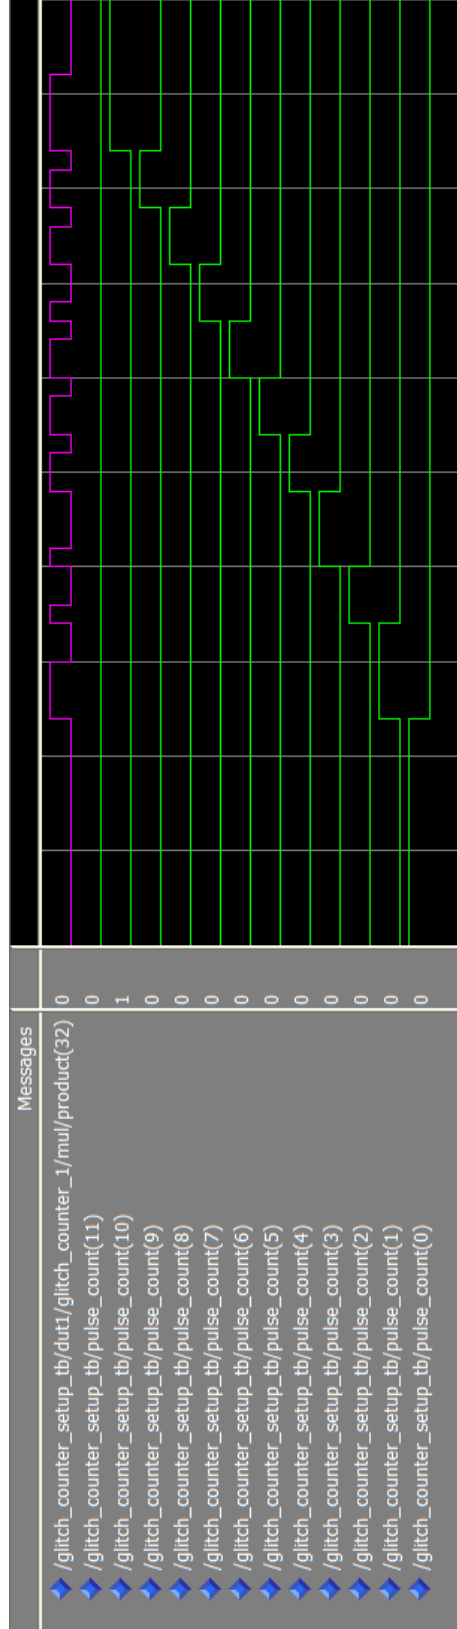 Messages
/glitch_counter_setup_tb/dut1/glitch_counter_1/mul/product(32) 0
/glitch_counter_setup_tb/pulse_count(11) 0
/glitch_counter_setup_tb/pulse_count(10) 1
/glitch_counter_setup_tb/pulse_count(9) 0
/glitch_counter_setup_tb/pulse_count(8) 0
/glitch_counter_setup_tb/pulse_count(7) 0
/glitch_counter_setup_tb/pulse_count(6) 0
/glitch_counter_setup_tb/pulse_count(5) 0
/glitch_counter_setup_tb/pulse_count(4) 0
/glitch_counter_setup_tb/pulse_count(3) 0
/glitch_counter_setup_tb/pulse_count(2) 0
/glitch_counter_setup_tb/pulse_count(1) 0
/glitch_counter_setup_tb/pulse_count(0) 0